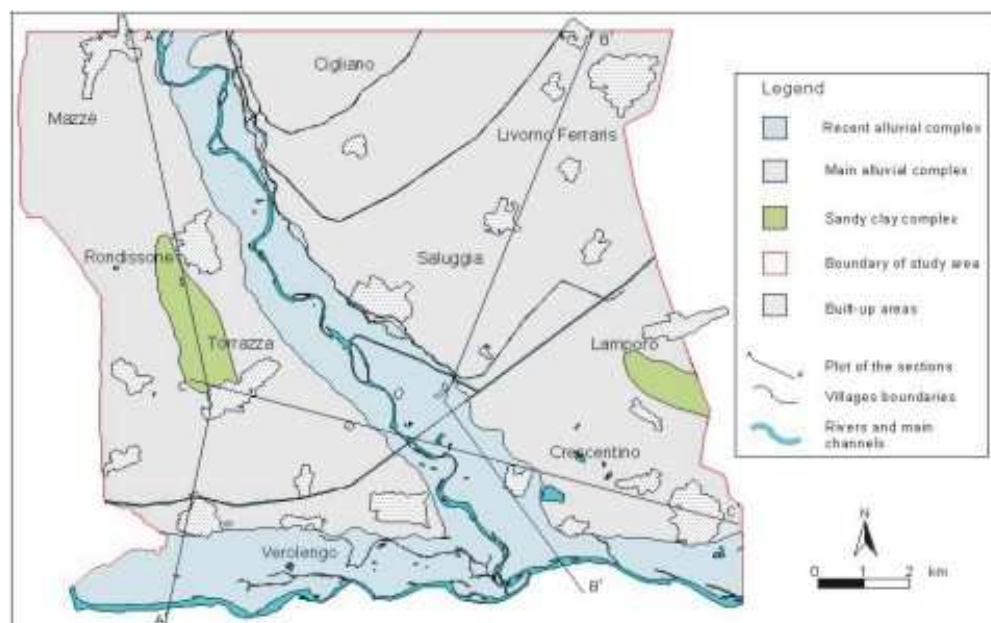 A
B'
Cigliano
Mazzè
Livorno Ferraris
Rondissone
Saluggia
Torrazza
Lamporo
Crescentino
C'
Verolengo
B'
A'
Legend
Recent alluvial complex
Main alluvial complex
Sandy clay complex
Boundary of study area
Built-up areas
Plot of the sections
Villages boundaries
Rivers and main
channels
N
0 1 2 km